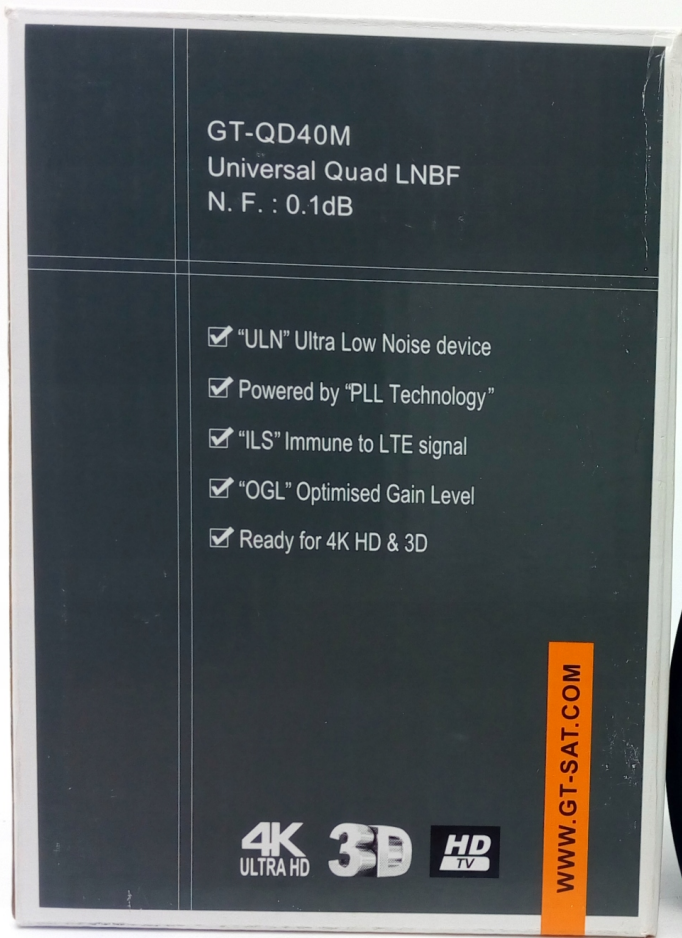 GT-QD40M
Universal Quad LNBF
N. F. : 0.1dB
“ULN” Ultra Low Noise device
Powered by “PLL Technology”
“ILS” Immune to LTE signal
“OGL” Optimised Gain Level
Ready for 4K HD & 3D
4K
ULTRA HD
3D
HD
TV
WWW.GT-SAT.COM